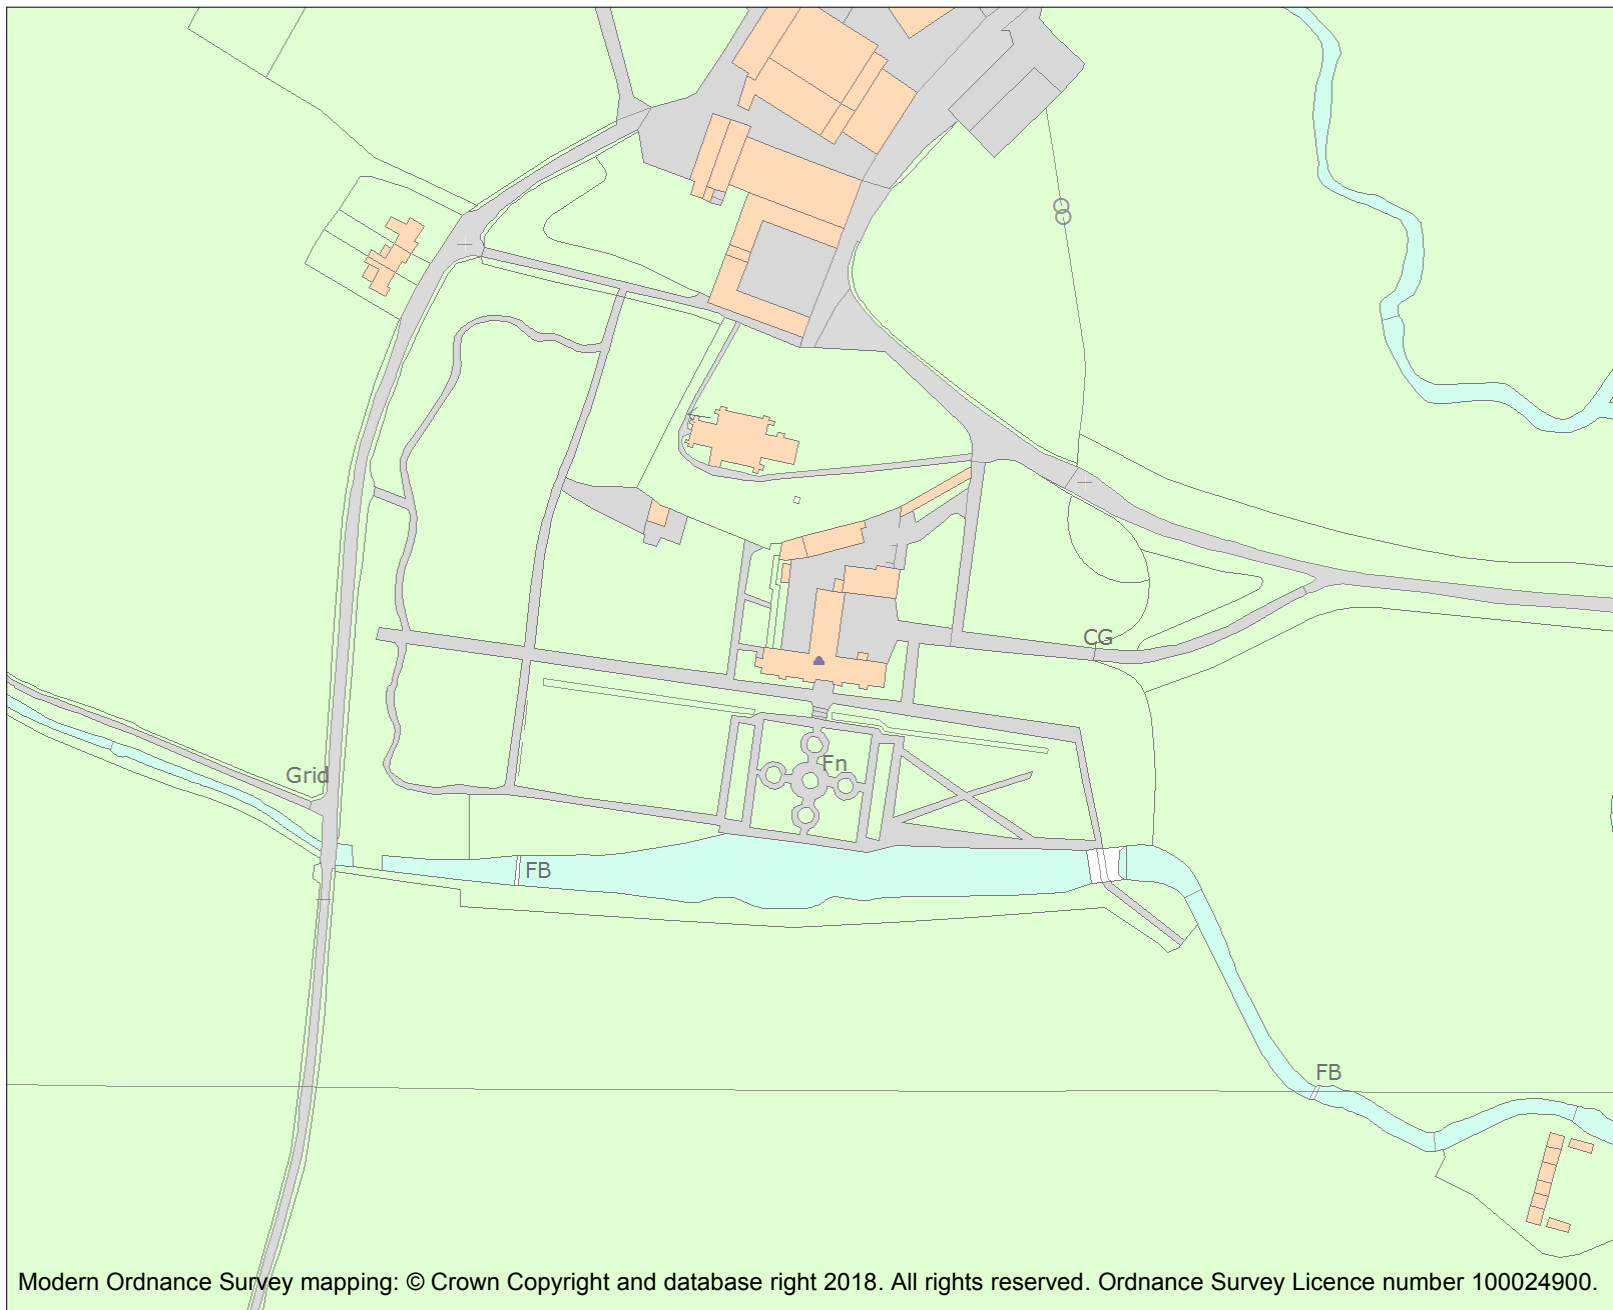 CG
Fn
Grid
FB
FB
Modern Ordnance Survey mapping: © Crown Copyright and database right 2018. All rights reserved. Ordnance Survey Licence number 100024900.